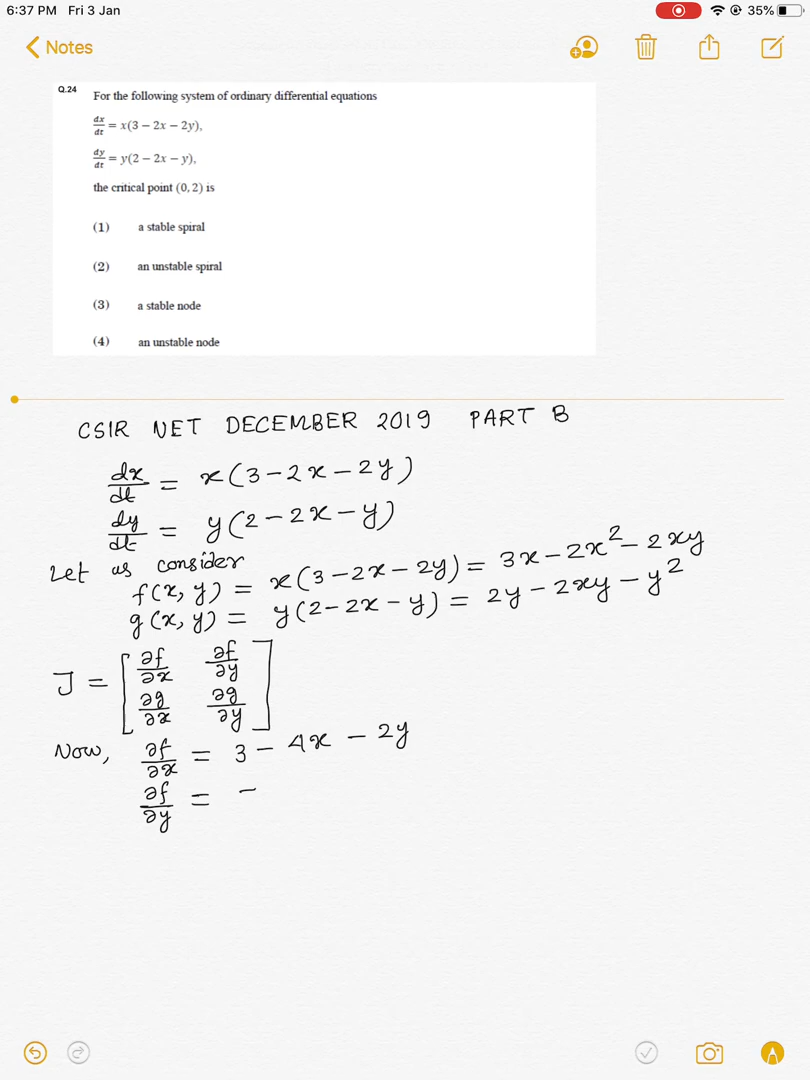 6:37 PM Fri 3 Jan 35%
Notes
Q.24 For the following system of ordinary differential equations
dx/dt = x(3 − 2x − 2y),
dy/dt = y(2 − 2x − y),
the critical point (0, 2) is
(1) a stable spiral
(2) an unstable spiral
(3) a stable node
(4) an unstable node
CSIR NET DECEMBER 2019 PART B
dx/dt = x(3 − 2x − 2y)
dy/dt = y(2 − 2x − y)
Let us consider
f(x, y) = x(3 − 2x − 2y) = 3x − 2x² − 2xy
g(x, y) = y(2 − 2x − y) = 2y − 2xy − y²
J = [∂f/∂x ∂f/∂y
∂g/∂x ∂g/∂y]
Now, ∂f/∂x = 3 − 4x − 2y
∂f/∂y = −